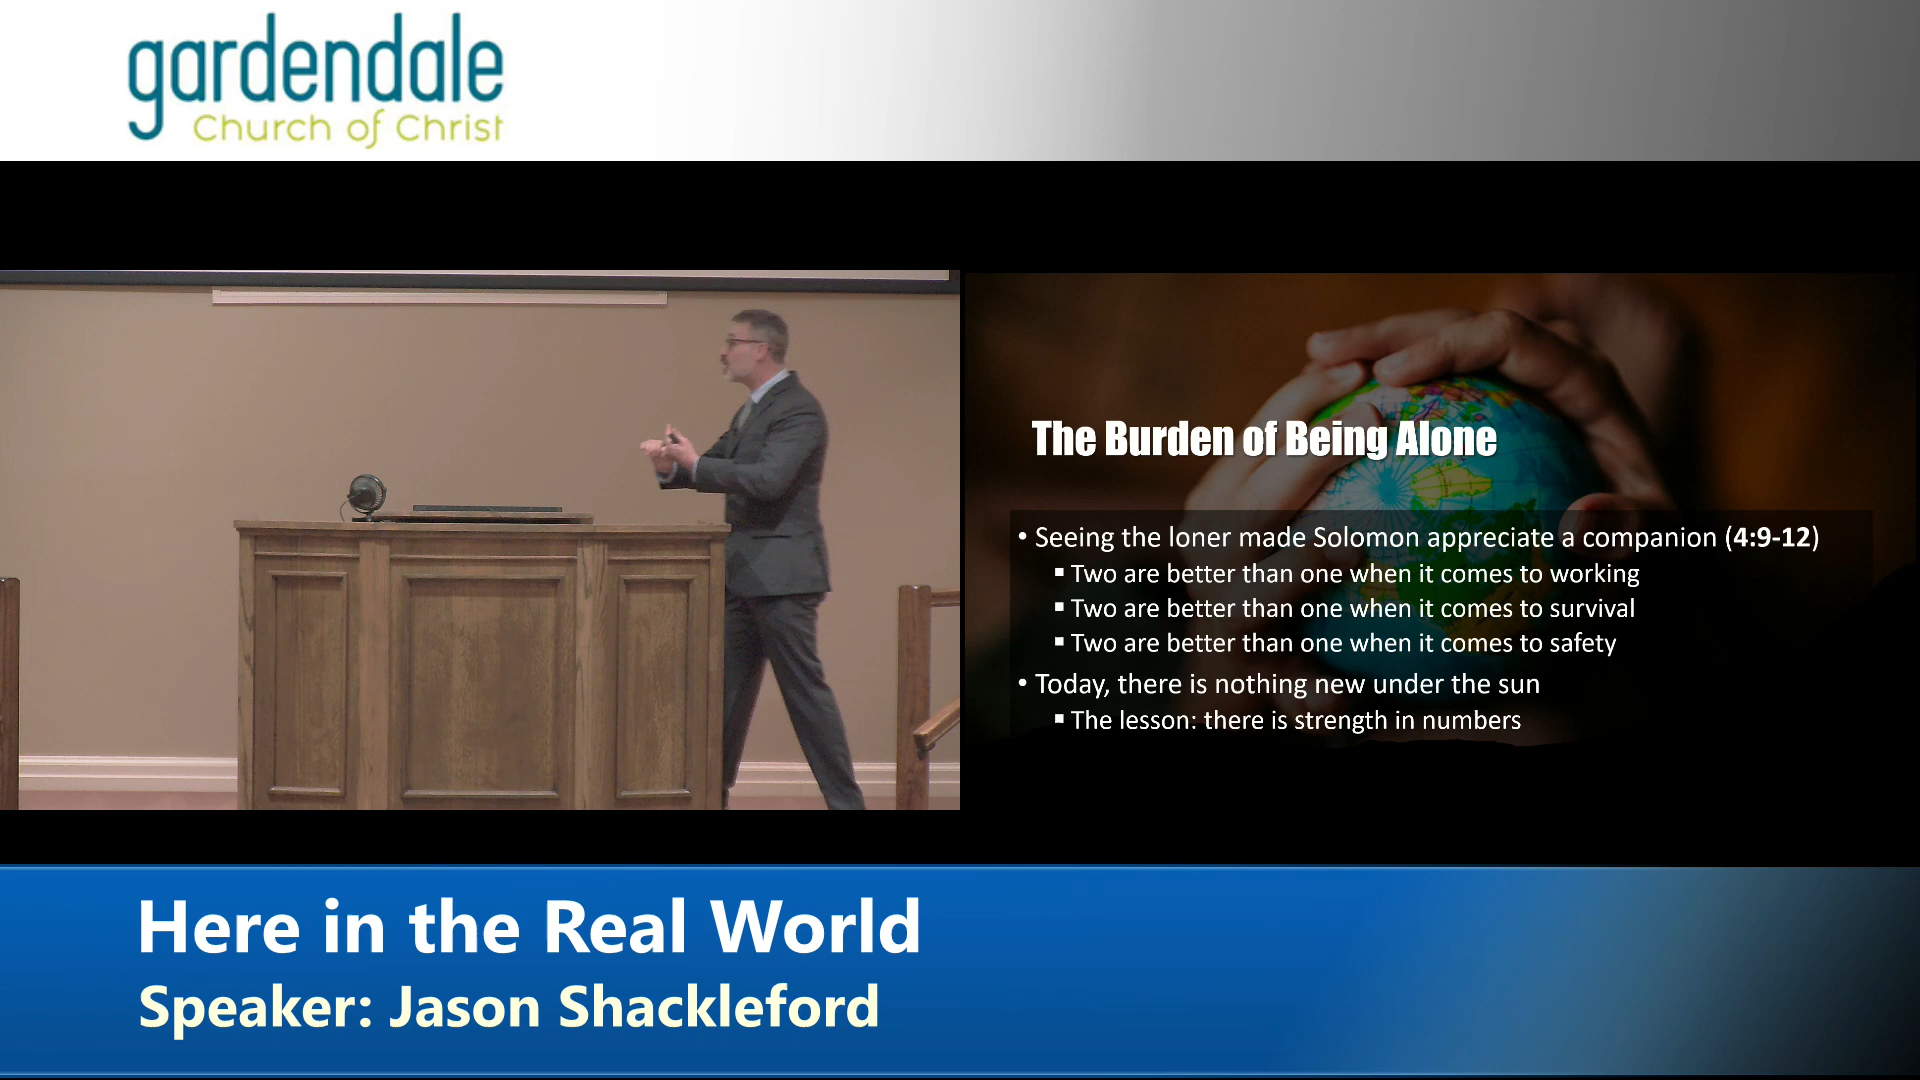 gardendale
Church of Christ
The Burden of Being Alone
• Seeing the loner made Solomon appreciate a companion (4:9-12)
▪ Two are better than one when it comes to working
▪ Two are better than one when it comes to survival
▪ Two are better than one when it comes to safety
• Today, there is nothing new under the sun
▪ The lesson: there is strength in numbers
Here in the Real World
Speaker: Jason Shackleford